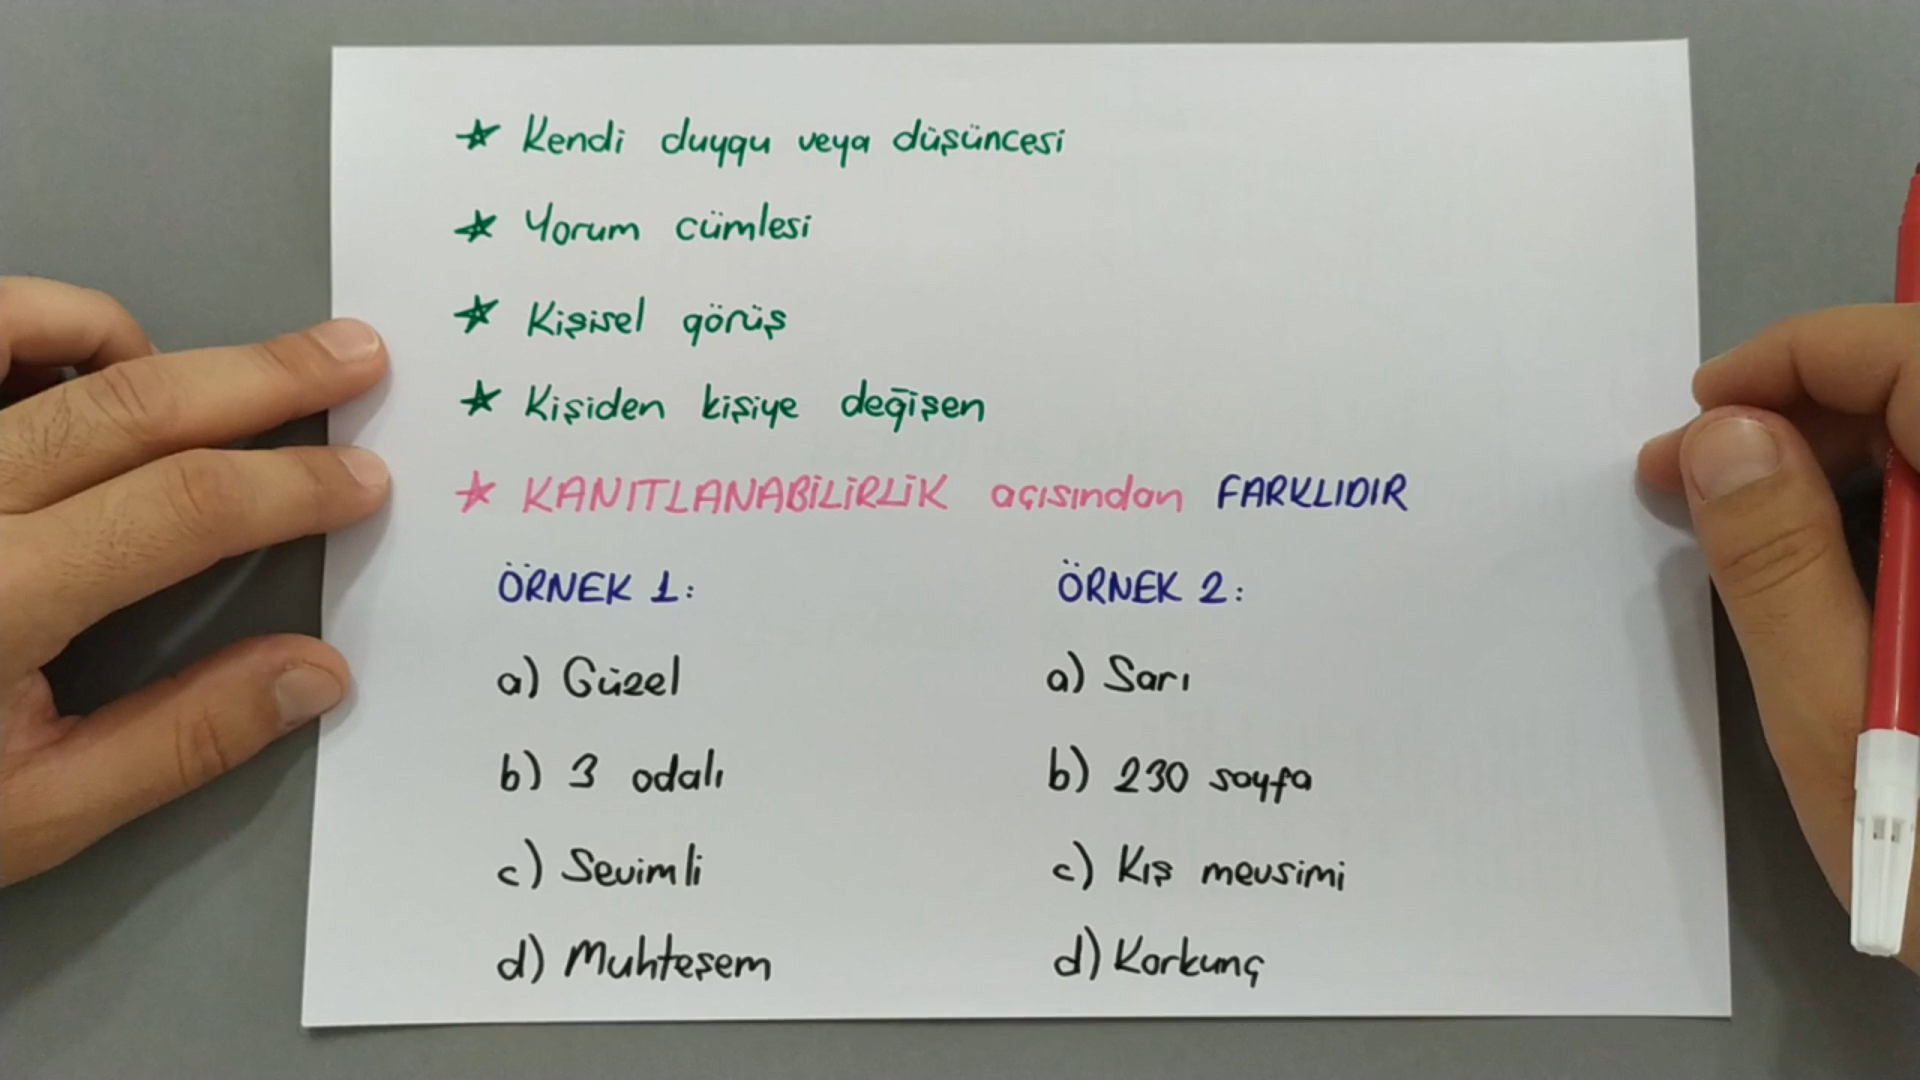 ★ Kendi duygu veya düşüncesi
★ Yorum cümlesi
★ Kişisel görüş
★ Kişiden kişiye değişen
★ KANITLANABİLİRLİK açısından FARKLIDIR
ÖRNEK 1:
a) Güzel
b) 3 odalı
c) Sevimli
d) Muhteşem
ÖRNEK 2:
a) Sarı
b) 230 sayfa
c) Kış mevsimi
d) Korkunç